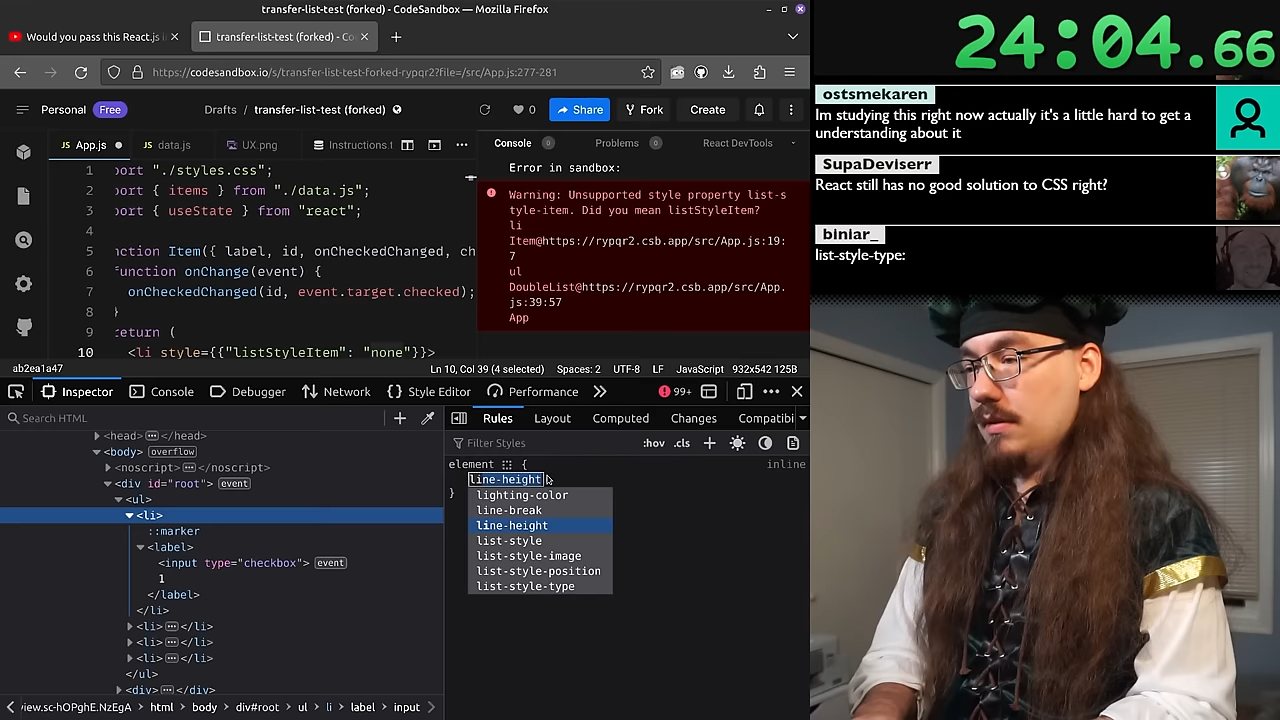 transfer-list-test (forked) - CodeSandbox — Mozilla Firefox
Would you pass this React.js i
transfer-list-test (forked) - Co
https://codesandbox.io/s/transfer-list-test-forked-rypqr2?file=/src/App.js:277-281
Personal Free Drafts / transfer-list-test (forked) 0 Share Fork Create
JS App.js JS data.js UX.png Instructions.t
Console 0 Problems 0 React DevTools
1 port "./styles.css";
2 port { items } from "./data.js";
3 port { useState } from "react";
4
5 nction Item({ label, id, onCheckedChanged, ch
6 function onChange(event) {
7 onCheckedChanged(id, event.target.checked);
8 }
9 return (
10 <li style={{"listStyleItem": "none"}}>
Error in sandbox:
Warning: Unsupported style property list-s
tyle-item. Did you mean listStyleItem?
li
Item@https://rypqr2.csb.app/src/App.js:19:
7
ul
DoubleList@https://rypqr2.csb.app/src/App.
js:39:57
App
ab2ea1a47 Ln 10, Col 39 (4 selected) Spaces: 2 UTF-8 LF JavaScript 932x542 125B
Inspector Console Debugger Network Style Editor Performance 99+
Search HTML
<head> </head>
<body> overflow
<noscript> </noscript>
<div id="root"> event
<ul>
<li>
::marker
<label>
<input type="checkbox"> event
1
</label>
</li>
<li> </li>
<li> </li>
<li> </li>
</ul>
<div> </div>
view.sc-hOPghE.NzEgA html body div#root ul li label input
Rules Layout Computed Changes Compatibi
Filter Styles :hov .cls
element { inline
line-height
}
lighting-color
line-break
line-height
list-style
list-style-image
list-style-position
list-style-type
24:04.66
ostsmekaren
Im studying this right now actually it's a little hard to get a
understanding about it
SupaDeviserr
React still has no good solution to CSS right?
biniar_
list-style-type: